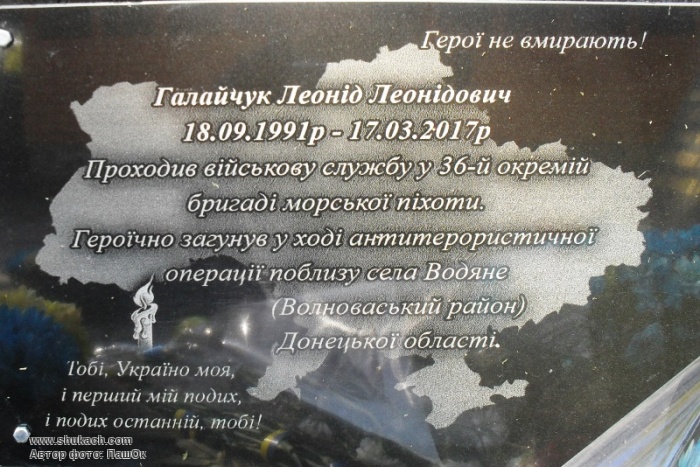 Герої не вмирають!
Галайчук Леонід Леонідович
18.09.1991р - 17.03.2017р
Проходив військову службу у 36-й окремій
бригаді морської піхоти.
Героїчно загунув у ході антитерористичної
операції поблизу села Водяне
(Волноваський район)
Донецької області.
Тобі, Україно моя,
і перший мій подих,
і подих останній, тобі!
www.shukach.com
Автор фото: ПашОк